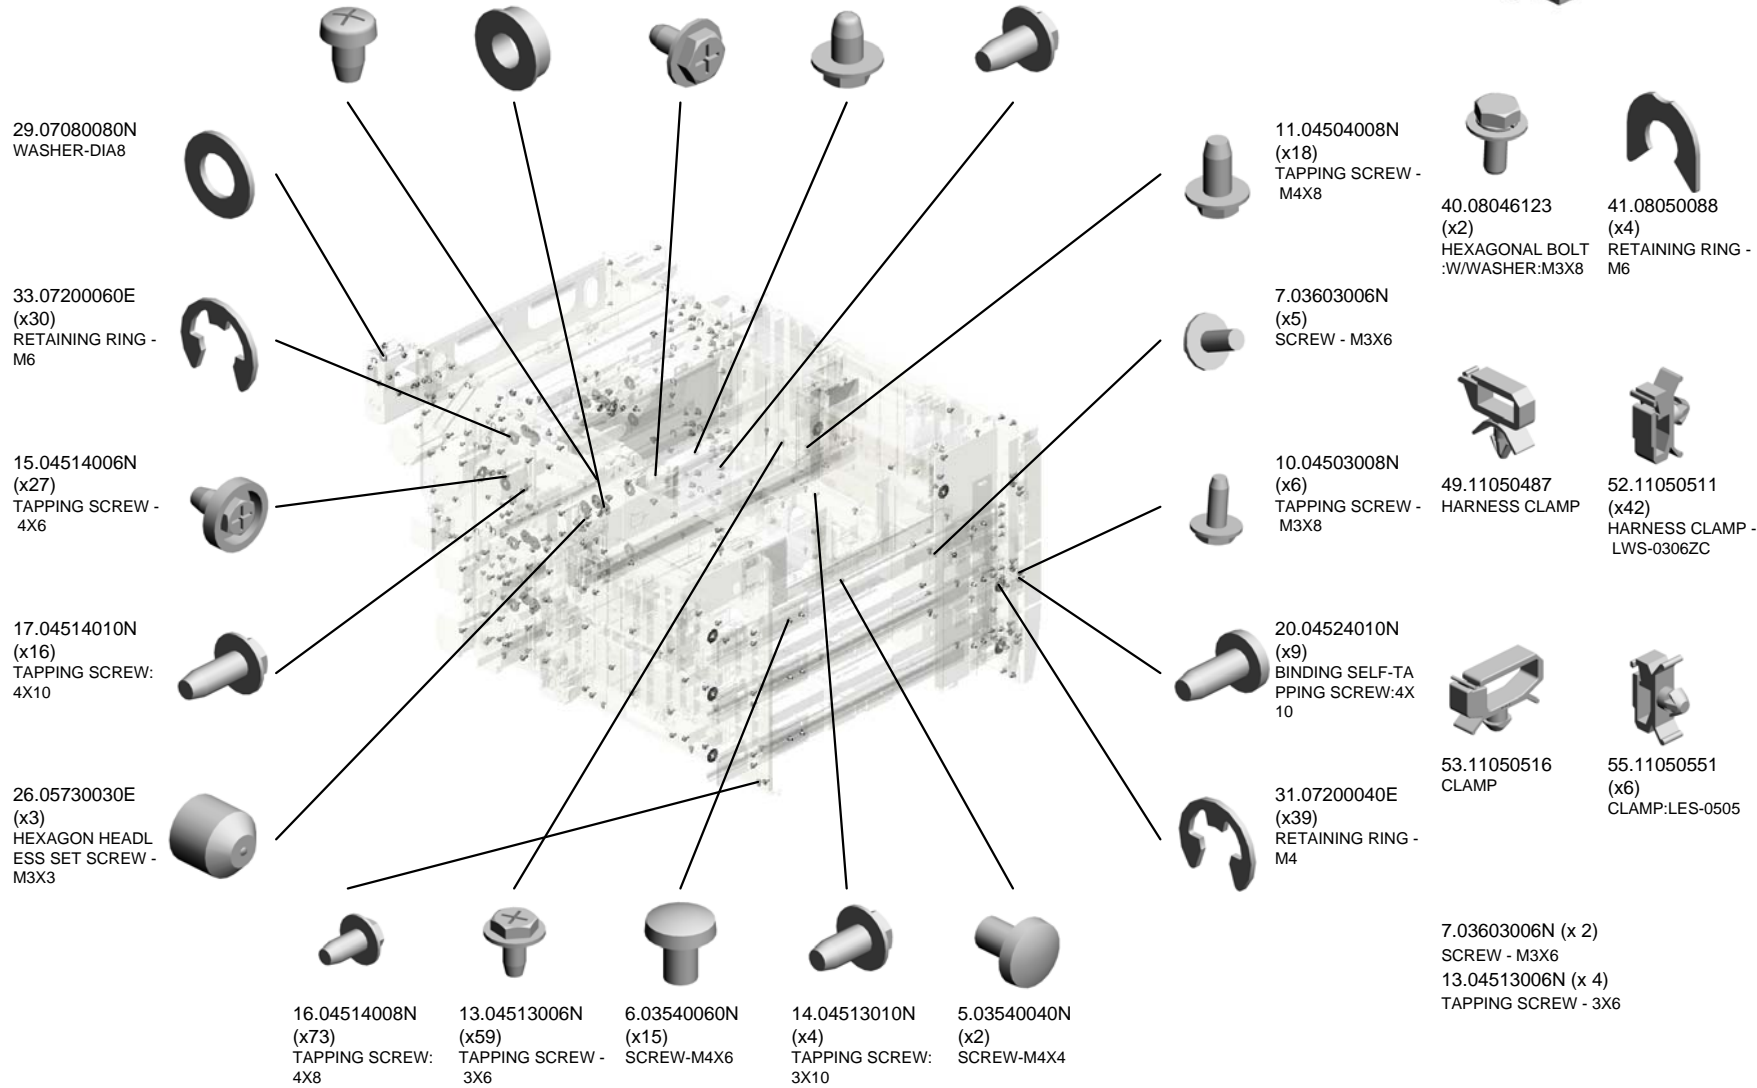 29.07080080N
WASHER-DIA8
33.07200060E
(x30)
RETAINING RING -
M6
15.04514006N
(x27)
TAPPING SCREW -
4X6
17.04514010N
(x16)
TAPPING SCREW:
4X10
26.05730030E
(x3)
HEXAGON HEADL
ESS SET SCREW -
M3X3
16.04514008N
(x73)
TAPPING SCREW:
4X8
13.04513006N
(x59)
TAPPING SCREW -
3X6
6.03540060N
(x15)
SCREW-M4X6
14.04513010N
(x4)
TAPPING SCREW:
3X10
5.03540040N
(x2)
SCREW-M4X4
11.04504008N
(x18)
TAPPING SCREW -
M4X8
7.03603006N
(x5)
SCREW - M3X6
10.04503008N
(x6)
TAPPING SCREW -
M3X8
20.04524010N
(x9)
BINDING SELF-TA
PPING SCREW:4X
10
31.07200040E
(x39)
RETAINING RING -
M4
40.08046123
(x2)
HEXAGONAL BOLT
:W/WASHER:M3X8
41.08050088
(x4)
RETAINING RING -
M6
49.11050487
HARNESS CLAMP
52.11050511
(x42)
HARNESS CLAMP -
LWS-0306ZC
53.11050516
CLAMP
55.11050551
(x6)
CLAMP:LES-0505
7.03603006N (x 2)
SCREW - M3X6
13.04513006N (x 4)
TAPPING SCREW - 3X6